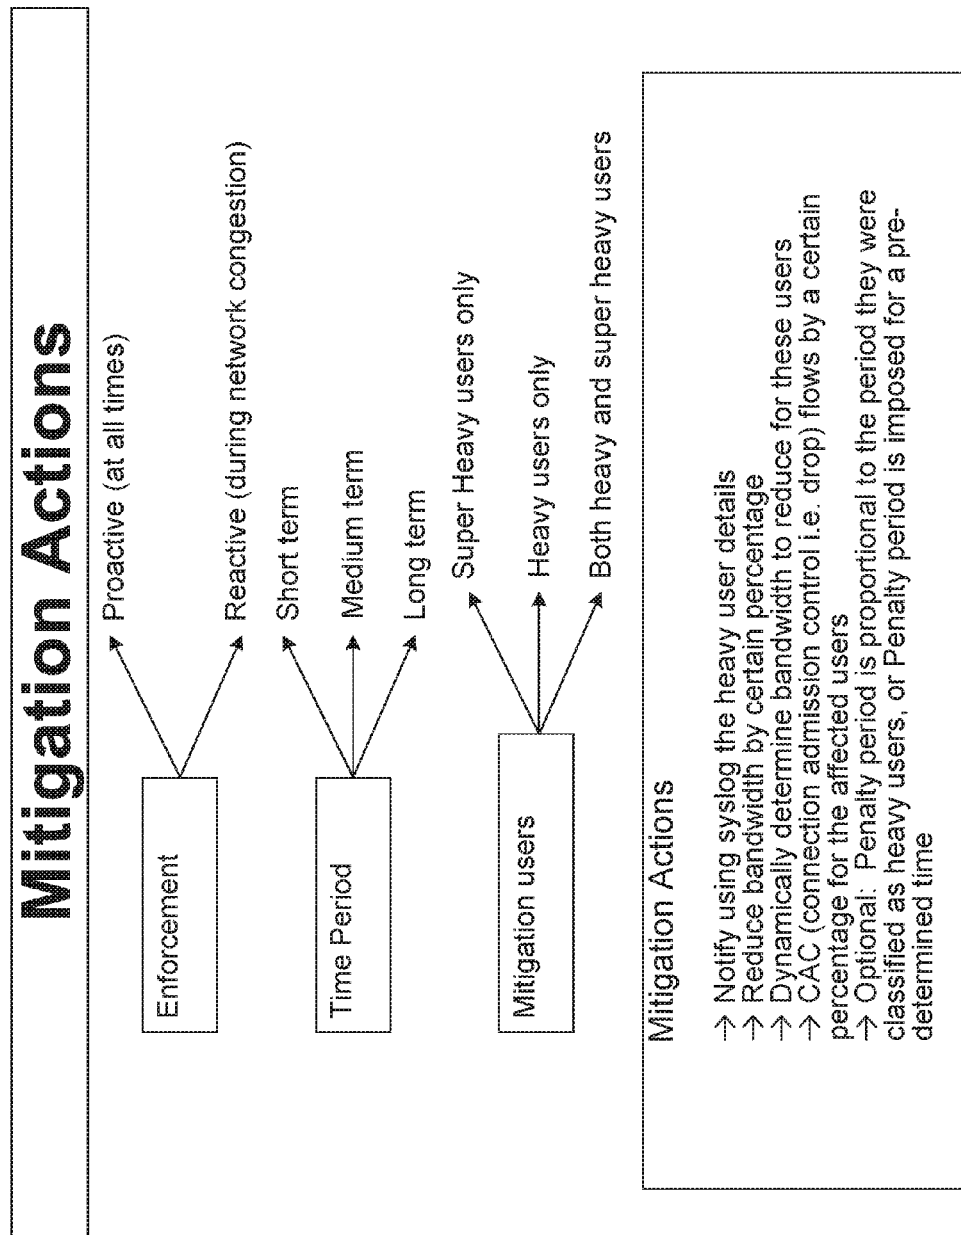 Mitigation Actions
Enforcement
Proactive (at all times)
Reactive (during network congestion)
Time Period
Short term
Medium term
Long term
Mitigation users
Super Heavy users only
Heavy users only
Both heavy and super heavy users
Mitigation Actions
→ Notify using syslog the heavy user details
→ Reduce bandwidth by certain percentage
→ Dynamically determine bandwidth to reduce for these users
→ CAC (connection admission control i.e. drop) flows by a certain
percentage for the affected users
→ Optional: Penalty period is proportional to the period they were
classified as heavy users, or Penalty period is imposed for a pre-
determined time